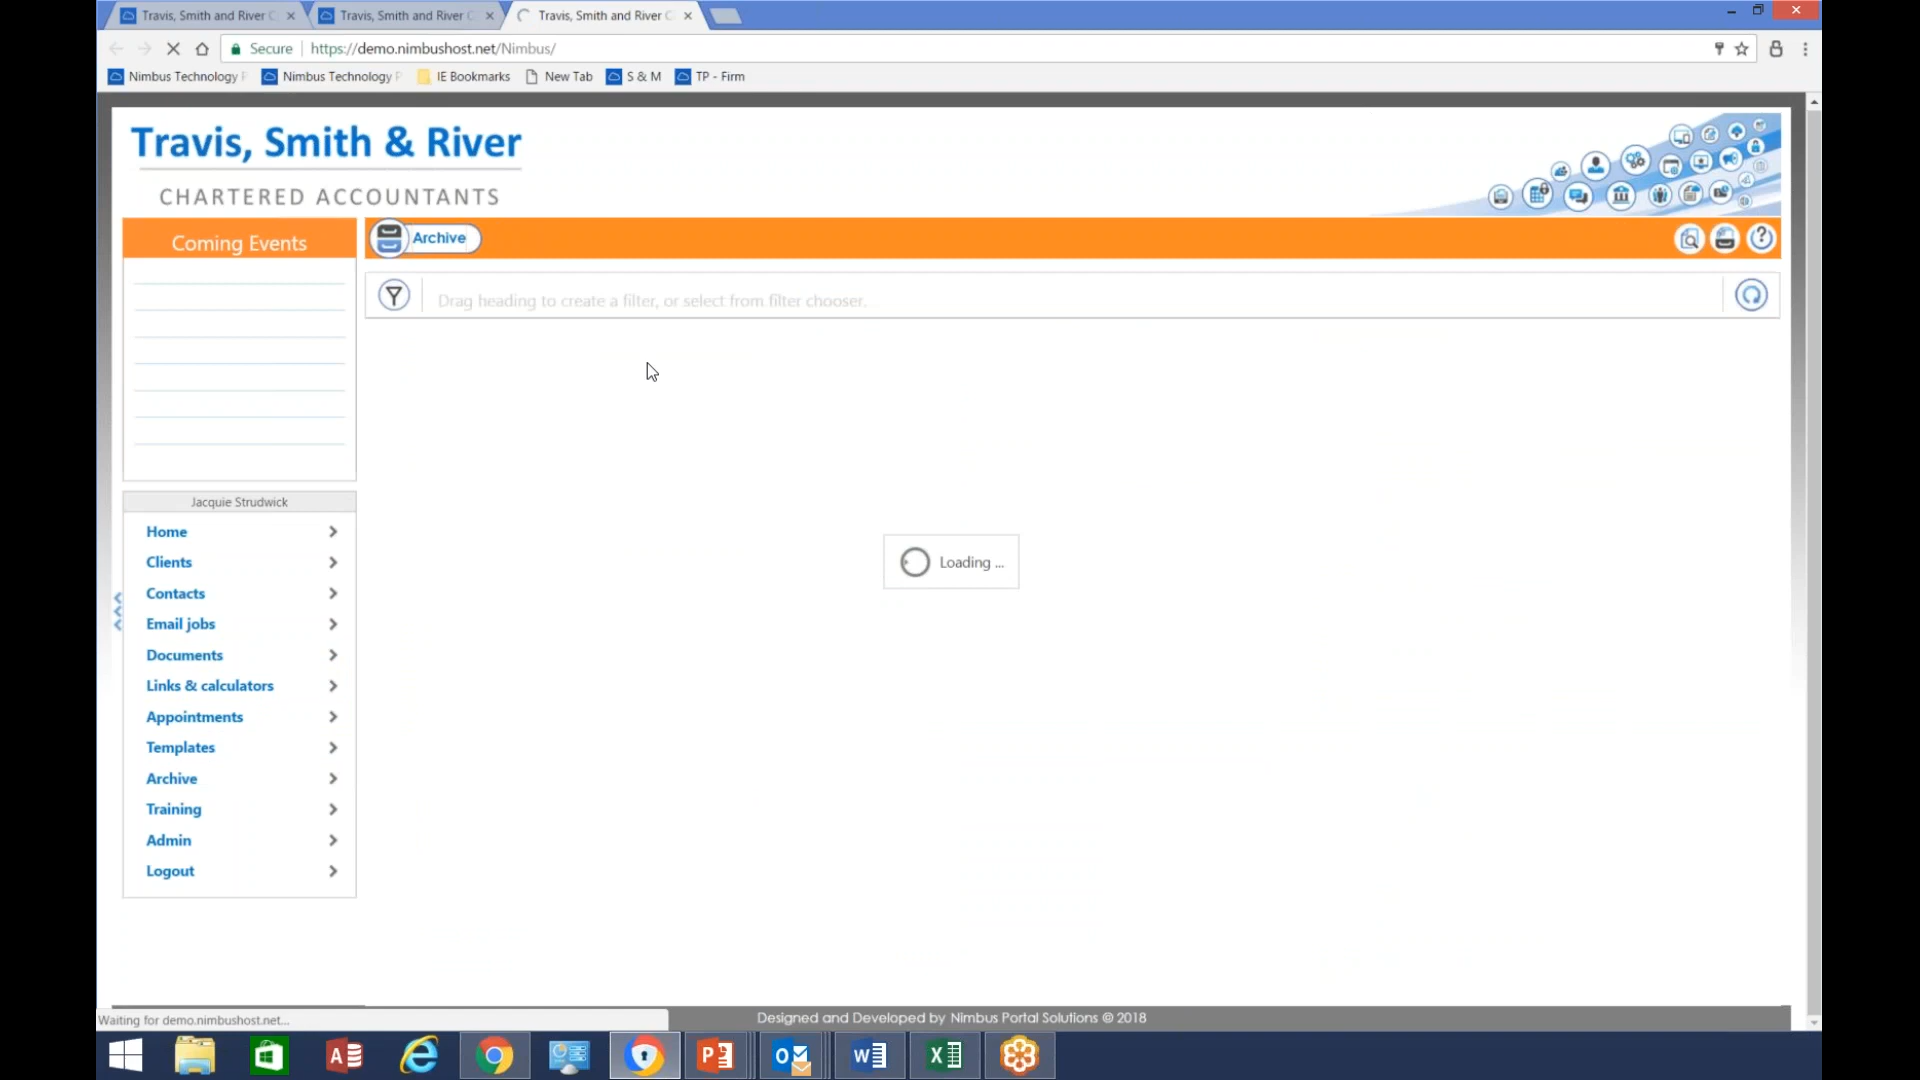 Travis, Smith and River C
Travis, Smith and River C
Travis, Smith and River C
Secure
https://demo.nimbushost.net/Nimbus/
Nimbus Technology P
Nimbus Technology P
IE Bookmarks
New Tab
S & M
TP - Firm
Travis, Smith & River
CHARTERED ACCOUNTANTS
Coming Events
Archive
Drag heading to create a filter, or select from filter chooser.
Jacquie Strudwick
Home
Clients
Contacts
Email jobs
Documents
Links & calculators
Appointments
Templates
Archive
Training
Admin
Logout
Loading ...
Waiting for demo.nimbushost.net...
Designed and Developed by Nimbus Portal Solutions © 2018